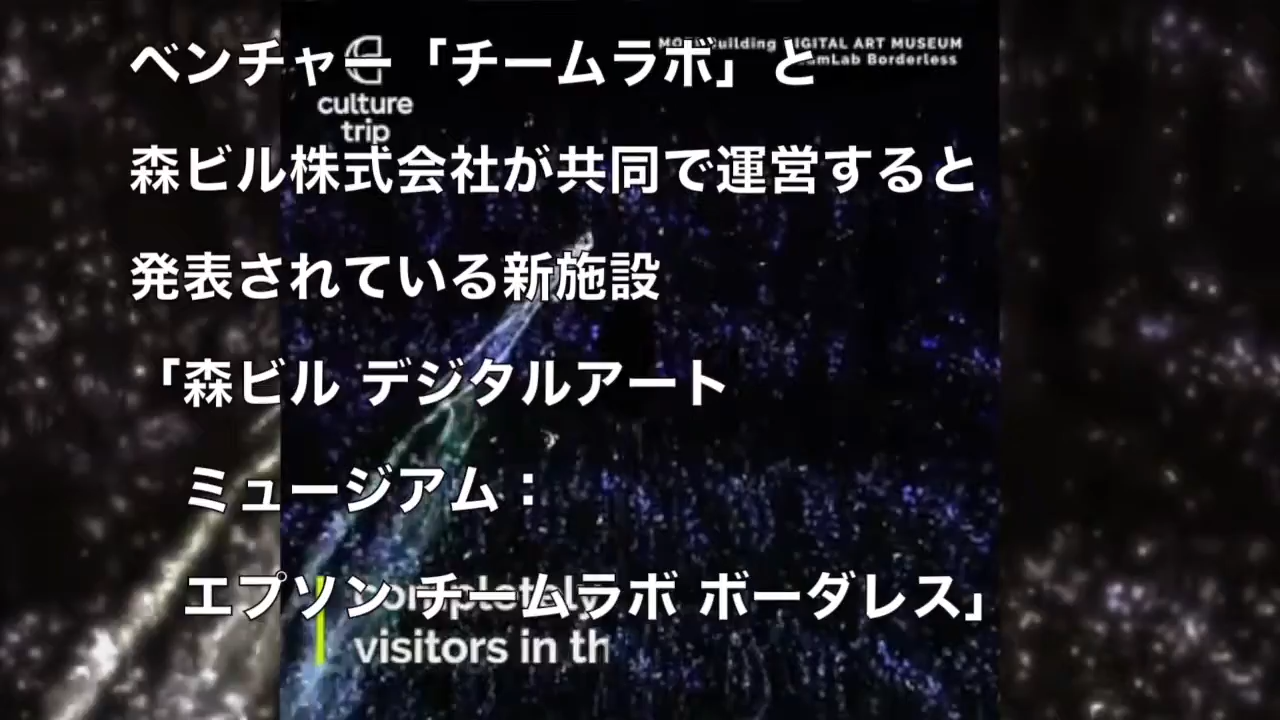 ベンチャー「チームラボ」と
culture
trip
DIGITAL ART MUSEUM
Borderless
森ビル株式会社が共同で運営すると
発表されている新施設
「森ビル デジタルアート
ミュージアム：
エプソン チームラボ ボーダレス」
completely
visitors in th